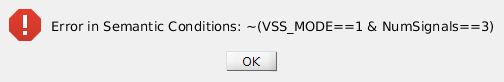 Error in Semantic Conditions: ~(VSS_MODE==1 & NumSignals==3)
OK